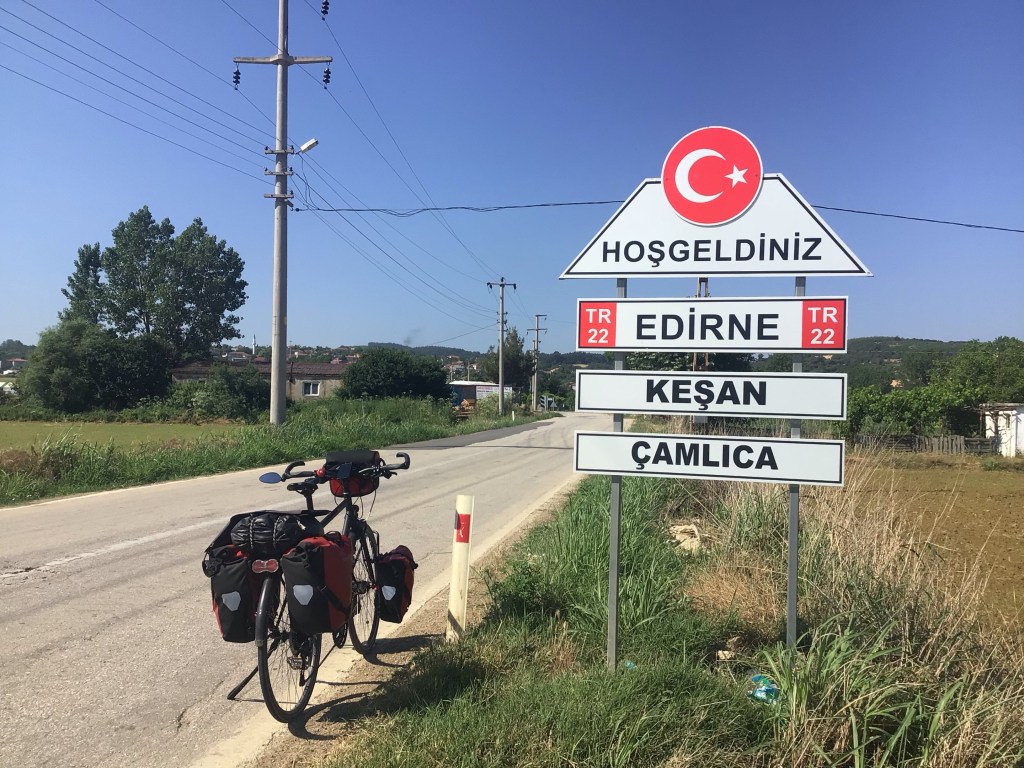 HOŞGELDİNİZ
TR 22 EDİRNE TR 22
KEŞAN
ÇAMLICA